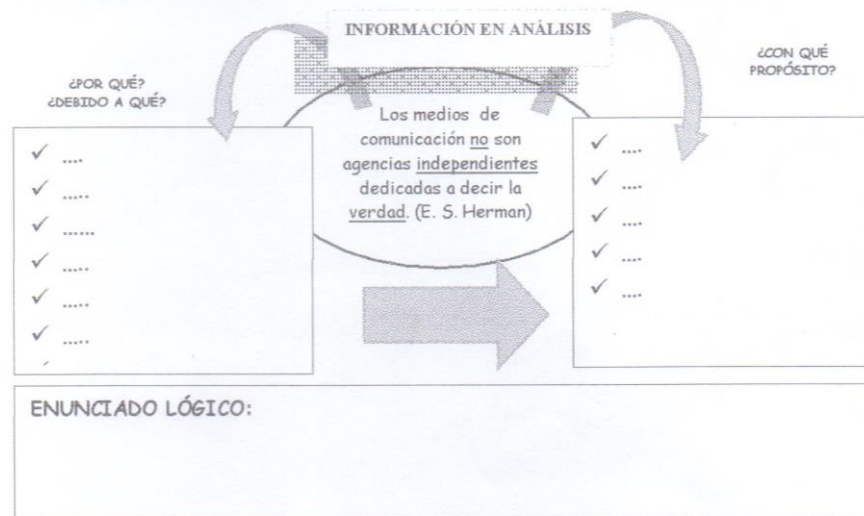 INFORMACIÓN EN ANÁLISIS
¿POR QUÉ?
¿DEBIDO A QUÉ?
¿CON QUÉ
PROPÓSITO?
Los medios de
comunicación no son
agencias independientes
dedicadas a decir la
verdad. (E. S. Herman)
✓ ....
✓ .....
✓ ......
✓ .....
✓ .....
✓ .....
✓ ....
✓ ....
✓ ....
✓ ....
✓ ....
ENUNCIADO LÓGICO: